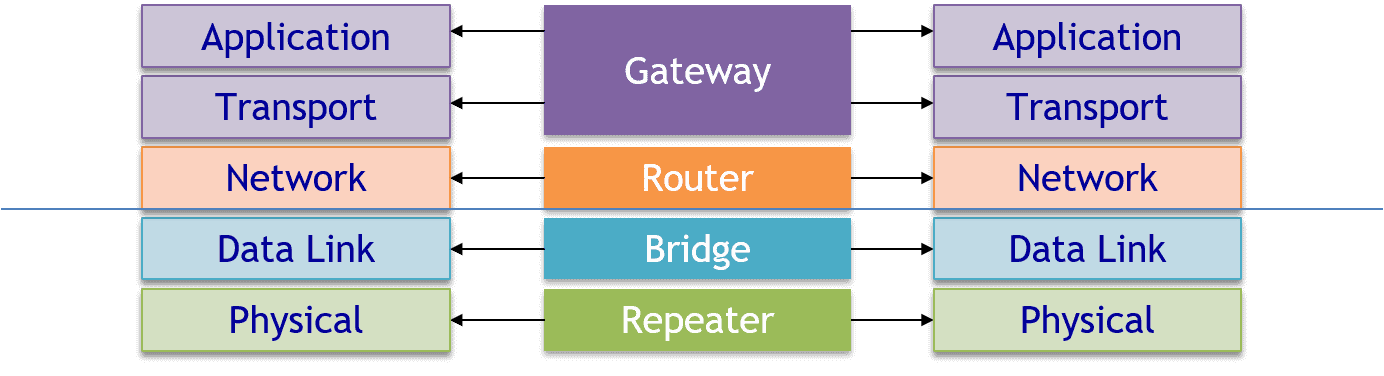 Application
Gateway
Application
Transport
Transport
Network
Router
Network
Data Link
Bridge
Data Link
Physical
Repeater
Physical